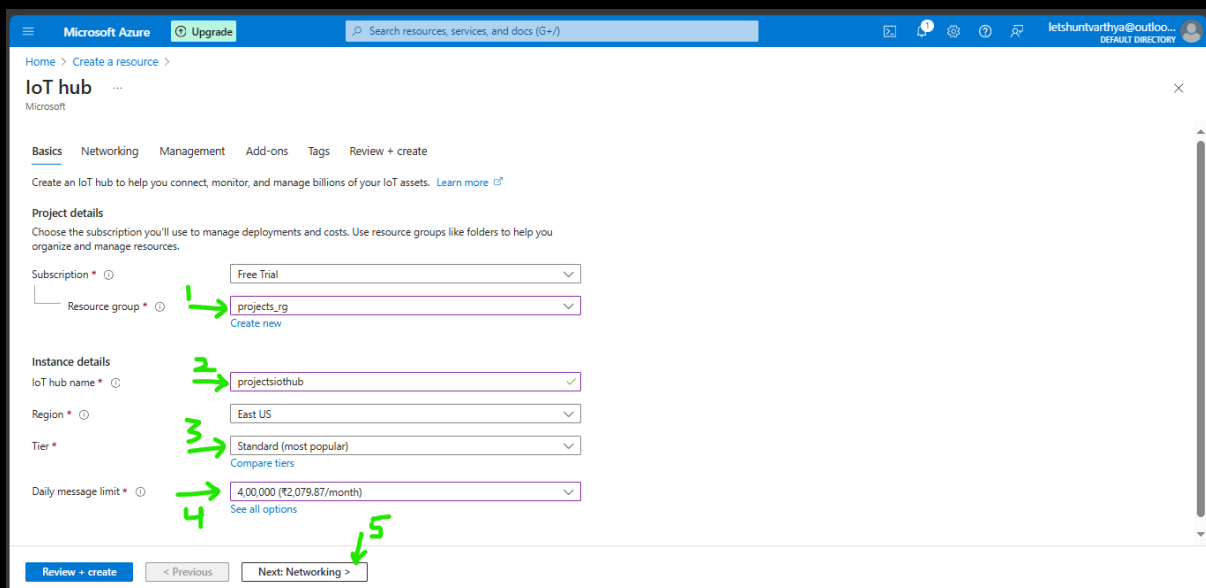 Microsoft Azure Upgrade Search resources, services, and docs (G+/) 1 letshuntvarthya@outloo...
DEFAULT DIRECTORY
Home > Create a resource >
IoT hub ...
Microsoft
Basics Networking Management Add-ons Tags Review + create
Create an IoT hub to help you connect, monitor, and manage billions of your IoT assets. Learn more
Project details
Choose the subscription you'll use to manage deployments and costs. Use resource groups like folders to help you
organize and manage resources.
Subscription * Free Trial
1
Resource group * projects_rg
Create new
Instance details
2
IoT hub name * projectsiothub
Region * East US
3
Tier * Standard (most popular)
Compare tiers
Daily message limit * 4,00,000 (₹2,079.87/month)
4
See all options
5
Review + create < Previous Next: Networking >